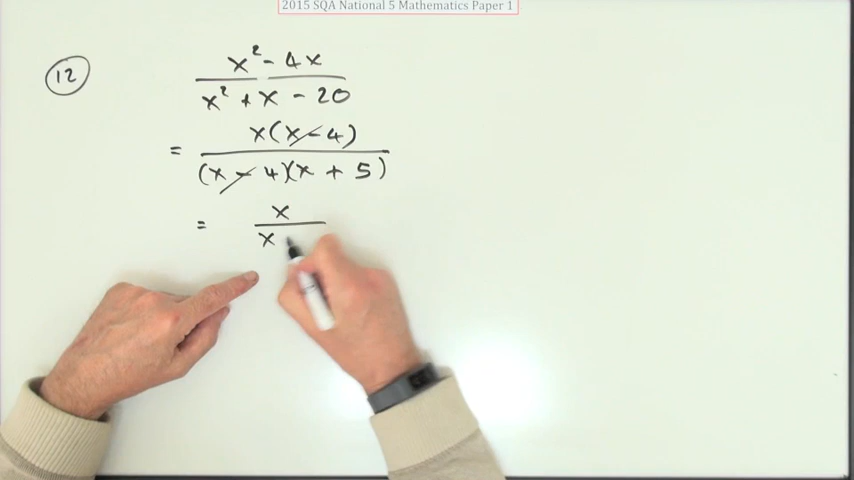 2015 SQA National 5 Mathematics Paper 1
12
x² - 4x
x² + x - 20
= x(x - 4)
(x - 4)(x + 5)
= x
x